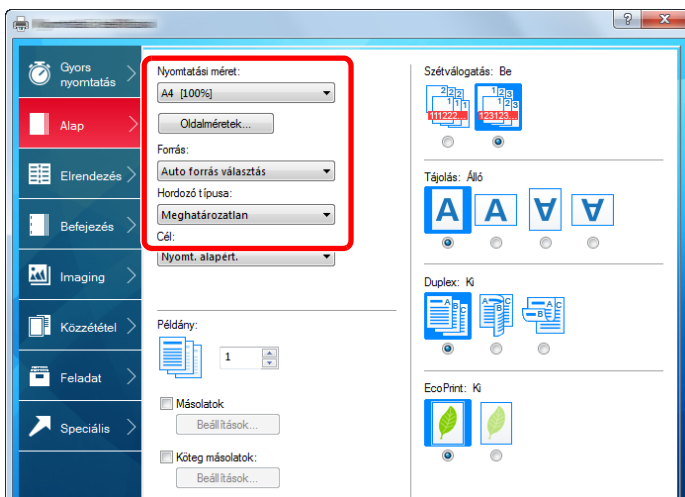 Gyors
nyomtatás
Alap
Elrendezés
Befejezés
Imaging
Közzététel
Feladat
Speciális
Nyomtatási méret:
A4 [100%]
Oldalméretek...
Forrás:
Auto forrás választás
Hordozó típusa:
Meghatározatlan
Cél:
Nyomt. alapért.
Példány:
1
Másolatok
Beállítások...
Köteg másolatok:
Beállítások...
Szétválogatás: Be
111222... 123123...
Tájolás: Álló
A A A A
Duplex: Ki
A B C A B C A B C
EcoPrint: Ki